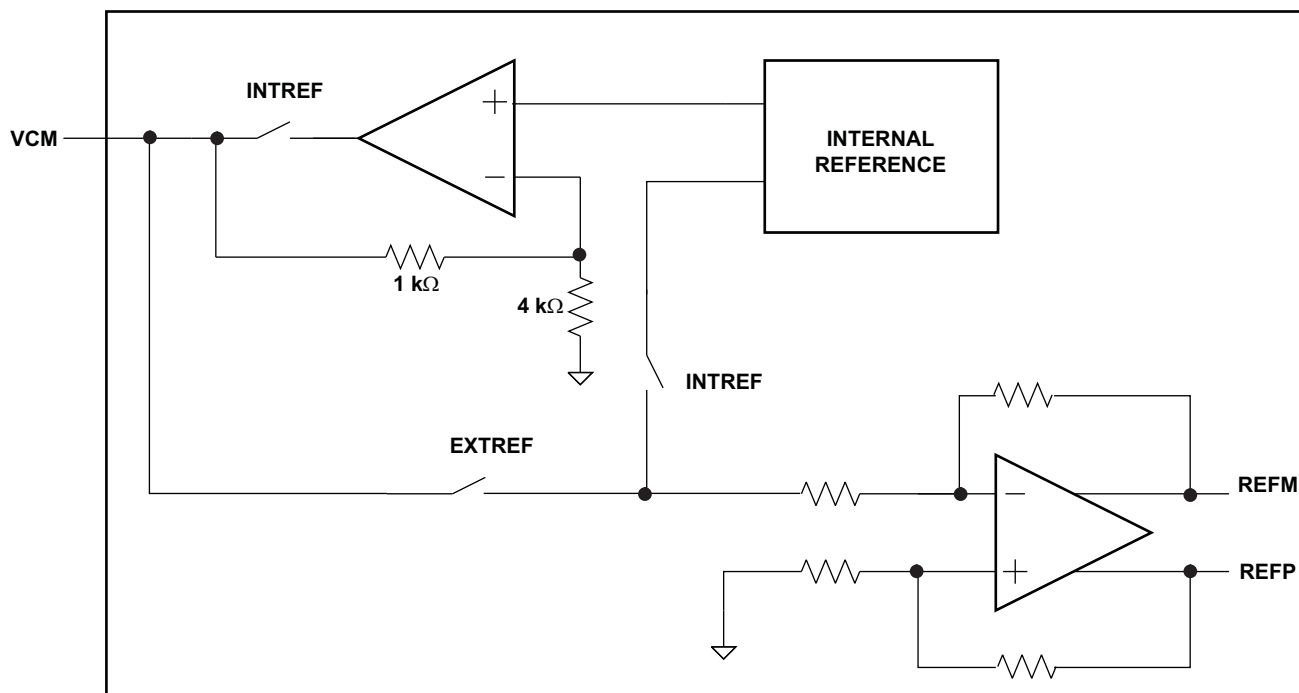 INTREF
VCM
+
−
INTERNAL
REFERENCE
1 kΩ
4 kΩ
INTREF
EXTREF
−
+
REFM
REFP